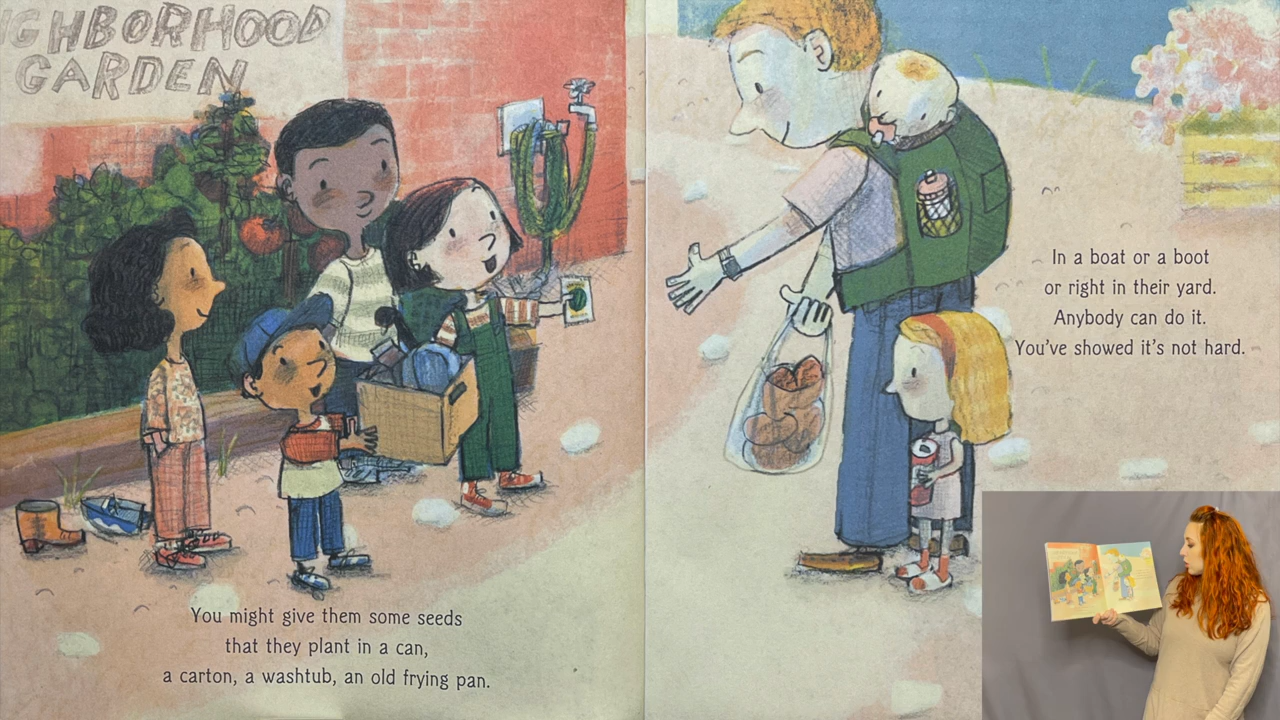 IGHBORHOOD
GARDEN
You might give them some seeds
that they plant in a can,
a carton, a washtub, an old frying pan.
In a boat or a boot
or right in their yard.
Anybody can do it.
You've showed it's not hard.